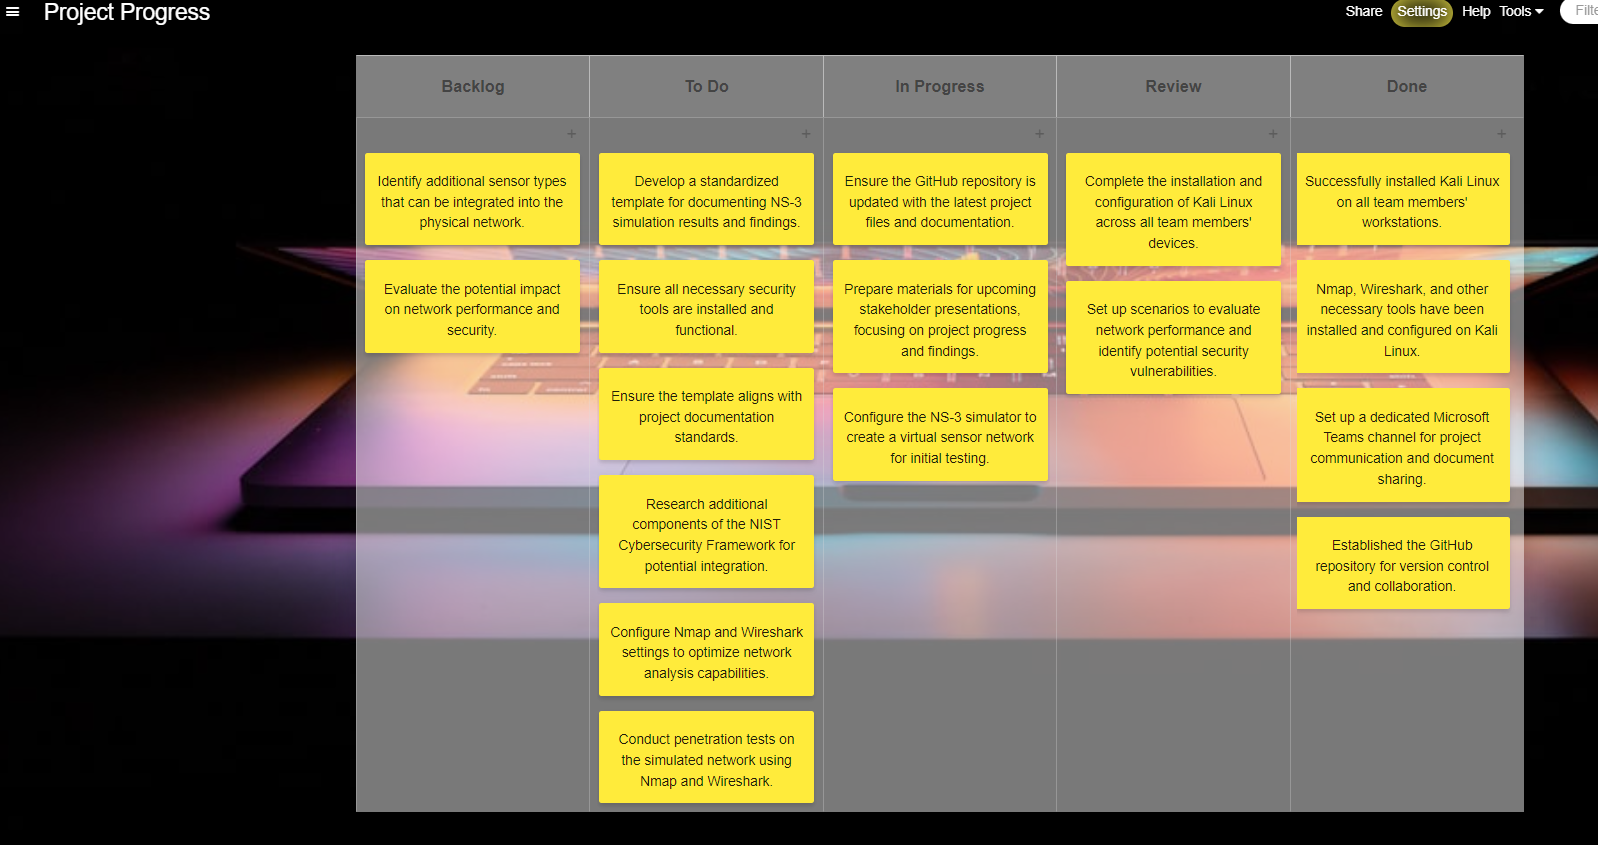 Project Progress
Share Settings Help Tools
Backlog
To Do
In Progress
Review
Done
+
+
+
+
+
Identify additional sensor types
that can be integrated into the
physical network.
Evaluate the potential impact
on network performance and
security.
Develop a standardized
template for documenting NS-3
simulation results and findings.
Ensure all necessary security
tools are installed and
functional.
Ensure the template aligns with
project documentation
standards.
Research additional
components of the NIST
Cybersecurity Framework for
potential integration.
Configure Nmap and Wireshark
settings to optimize network
analysis capabilities.
Conduct penetration tests on
the simulated network using
Nmap and Wireshark.
Ensure the GitHub repository is
updated with the latest project
files and documentation.
Prepare materials for upcoming
stakeholder presentations,
focusing on project progress
and findings.
Configure the NS-3 simulator to
create a virtual sensor network
for initial testing.
Complete the installation and
configuration of Kali Linux
across all team members'
devices.
Set up scenarios to evaluate
network performance and
identify potential security
vulnerabilities.
Successfully installed Kali Linux
on all team members'
workstations.
Nmap, Wireshark, and other
necessary tools have been
installed and configured on Kali
Linux.
Set up a dedicated Microsoft
Teams channel for project
communication and document
sharing.
Established the GitHub
repository for version control
and collaboration.